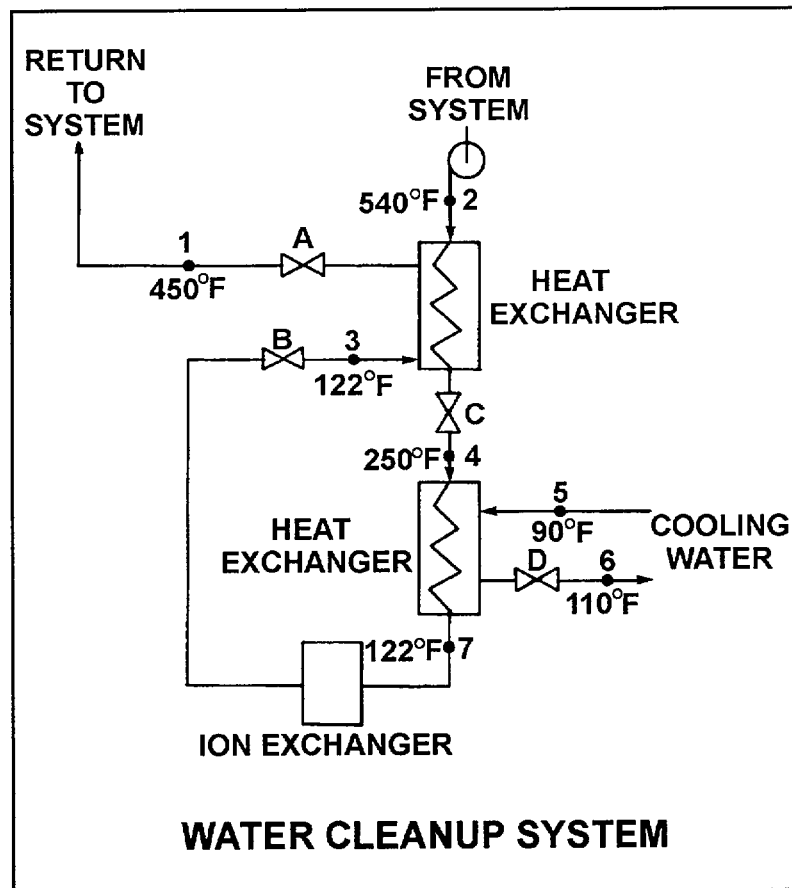 RETURN
TO
SYSTEM
FROM
SYSTEM
540°F 2
1
A
450°F
HEAT
EXCHANGER
B
3
122°F
C
250°F 4
HEAT
EXCHANGER
5
90°F
COOLING
WATER
D
6
110°F
122°F 7
ION EXCHANGER
WATER CLEANUP SYSTEM